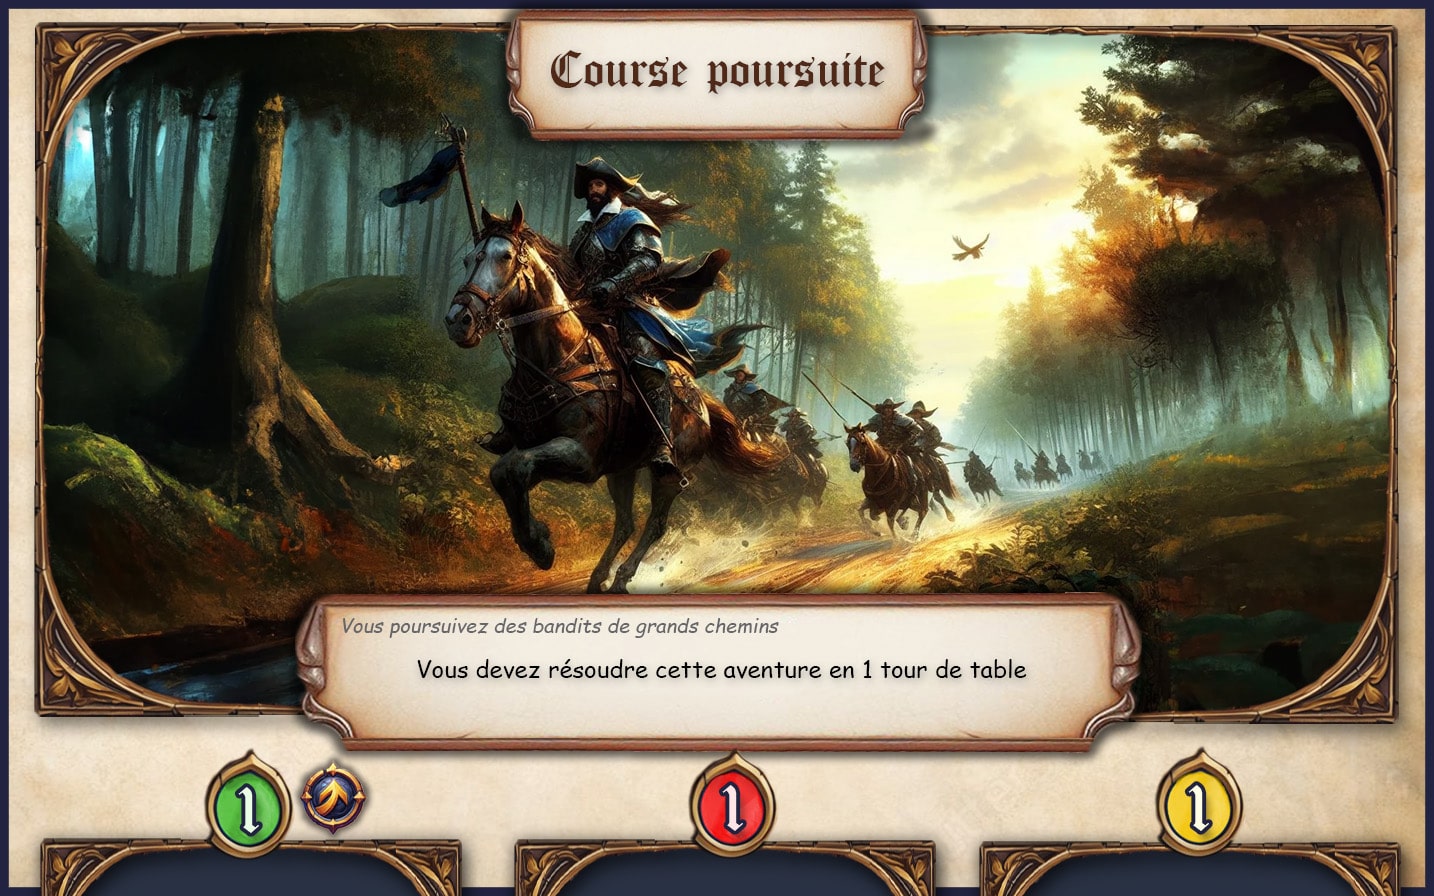 Course poursuite
Vous poursuivez des bandits de grands chemins
Vous devez résoudre cette aventure en 1 tour de table
1
1
1